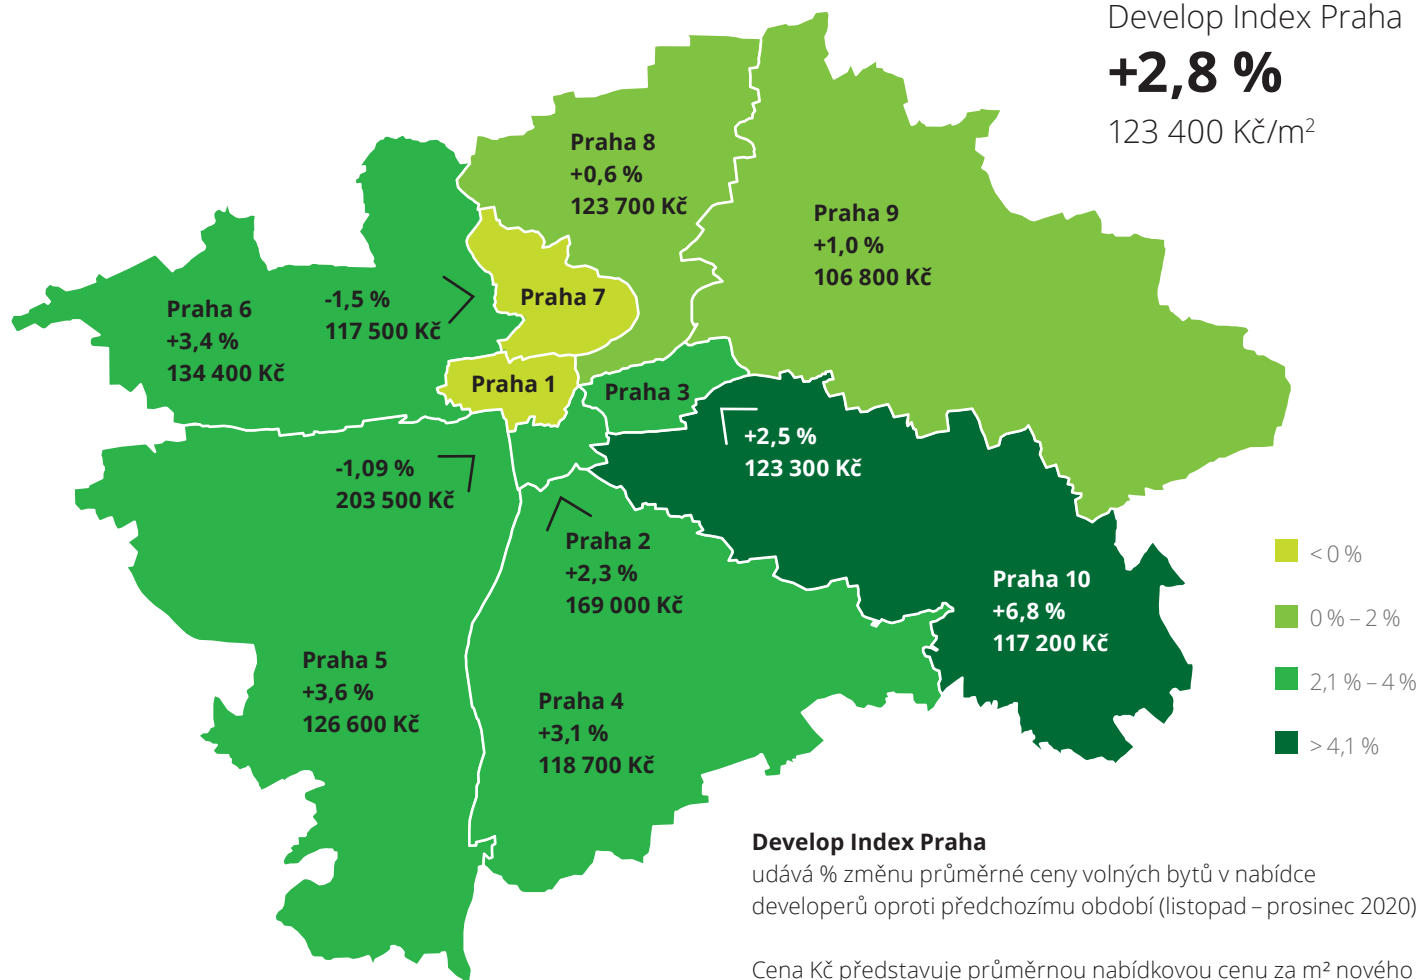 Develop Index Praha
+2,8 %
123 400 Kč/m²
Praha 8
+0,6 %
123 700 Kč
Praha 9
+1,0 %
106 800 Kč
Praha 6
+3,4 %
134 400 Kč
-1,5 %
117 500 Kč
Praha 7
Praha 1
Praha 3
+2,5 %
123 300 Kč
-1,09 %
203 500 Kč
Praha 2
+2,3 %
169 000 Kč
Praha 10
+6,8 %
117 200 Kč
Praha 5
+3,6 %
126 600 Kč
Praha 4
+3,1 %
118 700 Kč
< 0 %
0 % – 2 %
2,1 % – 4 %
> 4,1 %
Develop Index Praha
udává % změnu průměrné ceny volných bytů v nabídce
developerů oproti předchozímu období (listopad – prosinec 2020)
Cena Kč představuje průměrnou nabídkovou cenu za m² nového